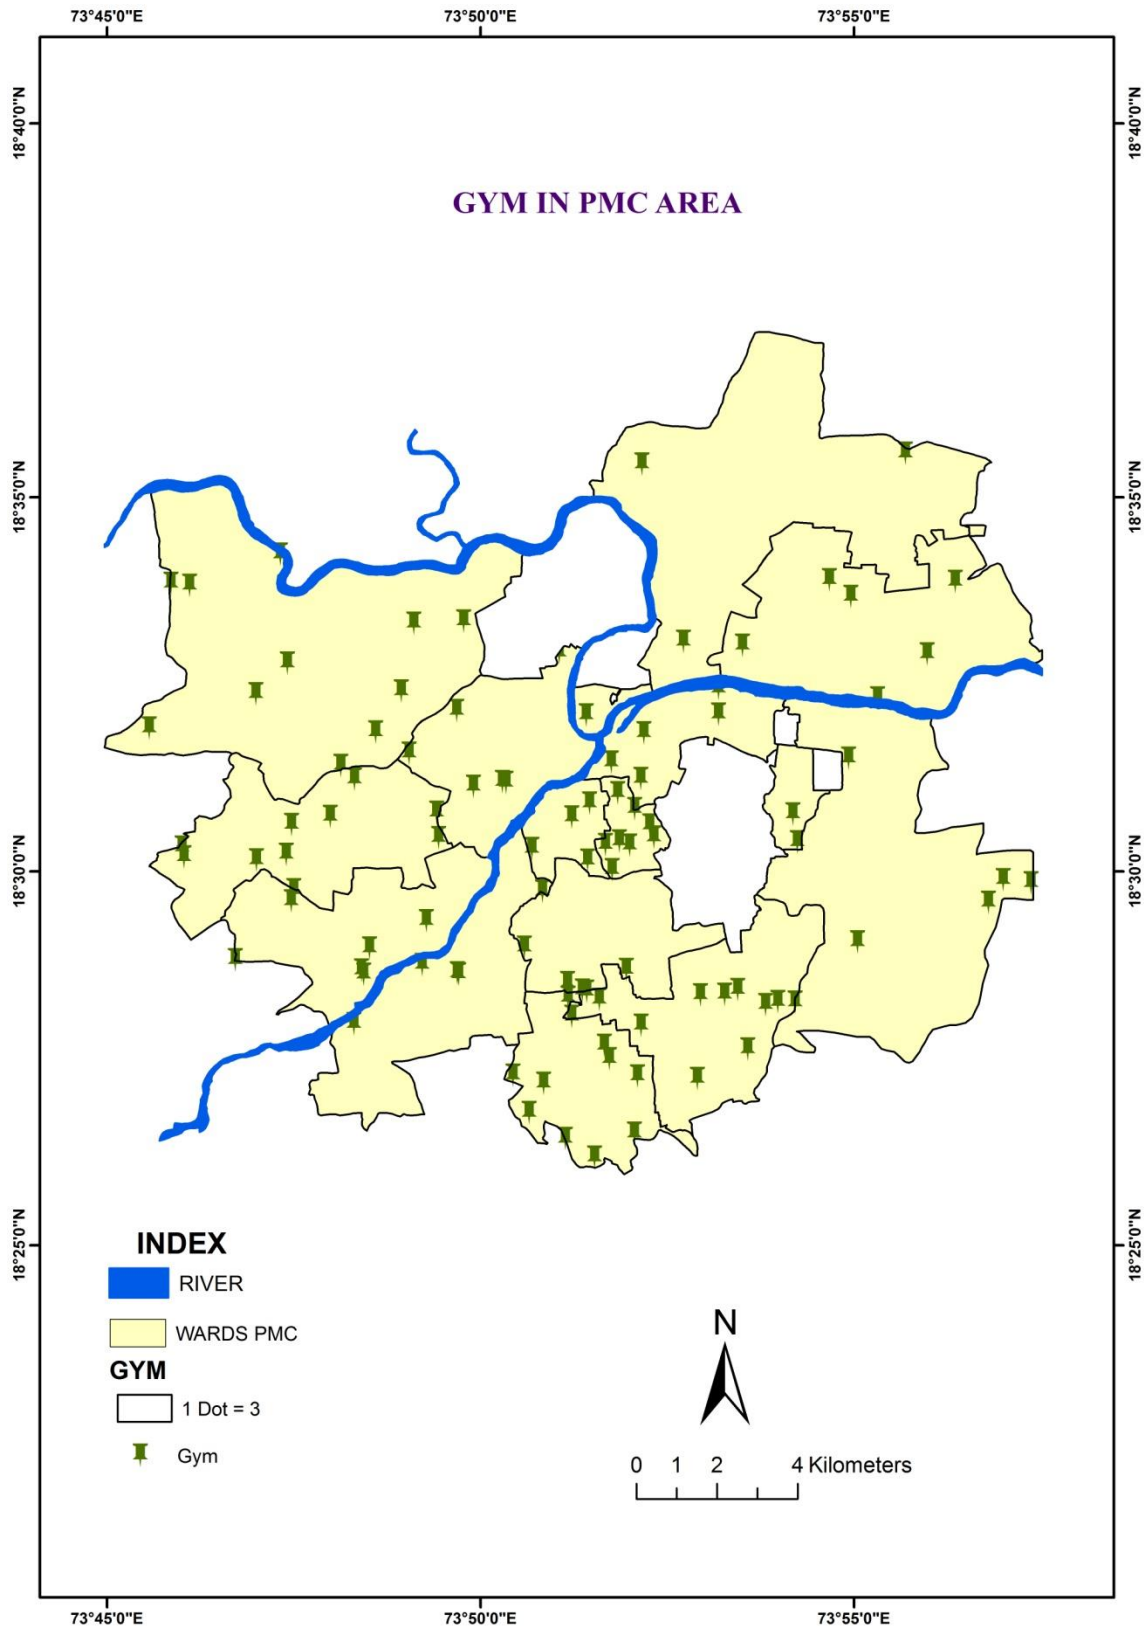 73°45'0"E 73°50'0"E 73°55'0"E
18°40'0"N 18°40'0"N
GYM IN PMC AREA
18°35'0"N 18°35'0"N
18°30'0"N 18°30'0"N
18°25'0"N 18°25'0"N
INDEX
RIVER
WARDS PMC
GYM
1 Dot = 3
Gym
N
0 1 2 4 Kilometers
73°45'0"E 73°50'0"E 73°55'0"E